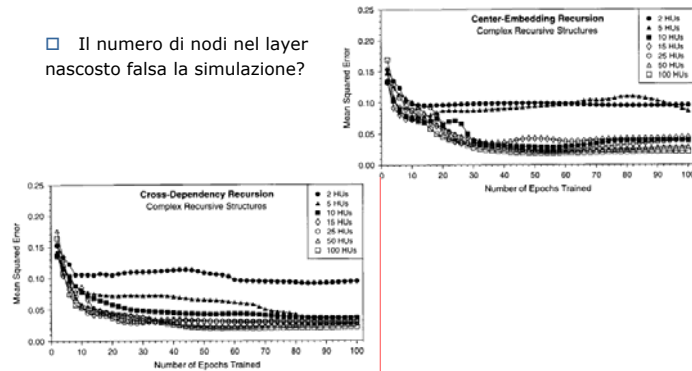 Il numero di nodi nel layer
nascosto falsa la simulazione?
Center-Embedding Recursion
Complex Recursive Structures
2 HUs
5 HUs
10 HUs
15 HUs
25 HUs
50 HUs
100 HUs
Mean Squared Error
0.25
0.20
0.15
0.10
0.05
0.00
0 10 20 30 40 50 60 70 80 90 100
Number of Epochs Trained
Cross-Dependency Recursion
Complex Recursive Structures
2 HUs
5 HUs
10 HUs
15 HUs
25 HUs
50 HUs
100 HUs
Mean Squared Error
0.25
0.20
0.15
0.10
0.05
0.00
0 10 20 30 40 50 60 70 80 90 100
Number of Epochs Trained